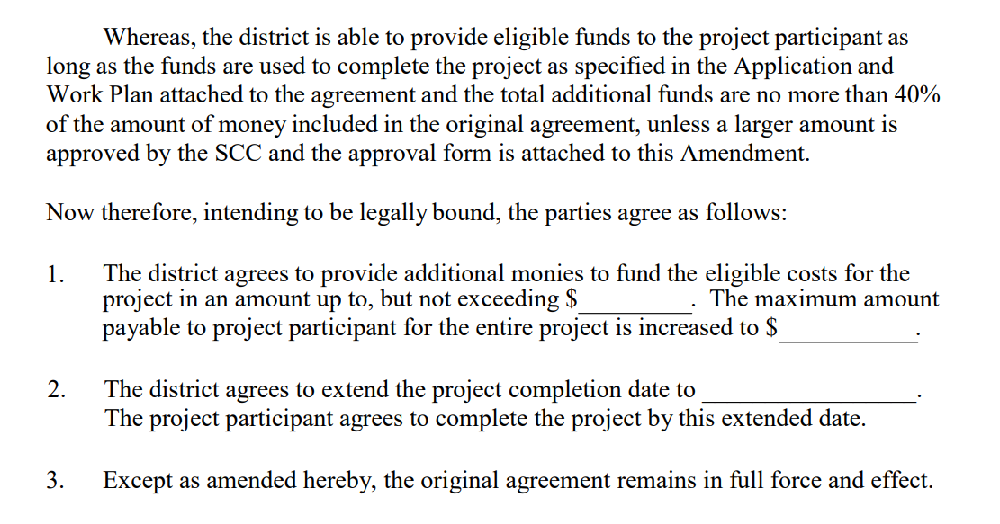 Whereas, the district is able to provide eligible funds to the project participant as
long as the funds are used to complete the project as specified in the Application and
Work Plan attached to the agreement and the total additional funds are no more than 40%
of the amount of money included in the original agreement, unless a larger amount is
approved by the SCC and the approval form is attached to this Amendment.
Now therefore, intending to be legally bound, the parties agree as follows:
1. The district agrees to provide additional monies to fund the eligible costs for the
project in an amount up to, but not exceeding $_________. The maximum amount
payable to project participant for the entire project is increased to $___________.
2. The district agrees to extend the project completion date to _________________.
The project participant agrees to complete the project by this extended date.
3. Except as amended hereby, the original agreement remains in full force and effect.